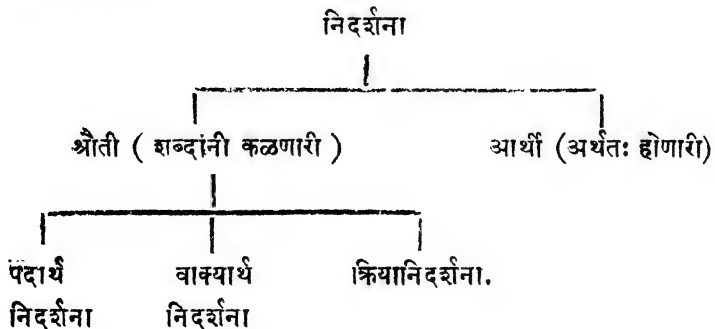 निदर्शना
श्रौती ( शब्दांनी कळणारी ) आर्थी (अर्थतः होणारी)
पदार्थ वाक्यार्थ क्रियानिदर्शना.
निदर्शना निदर्शना